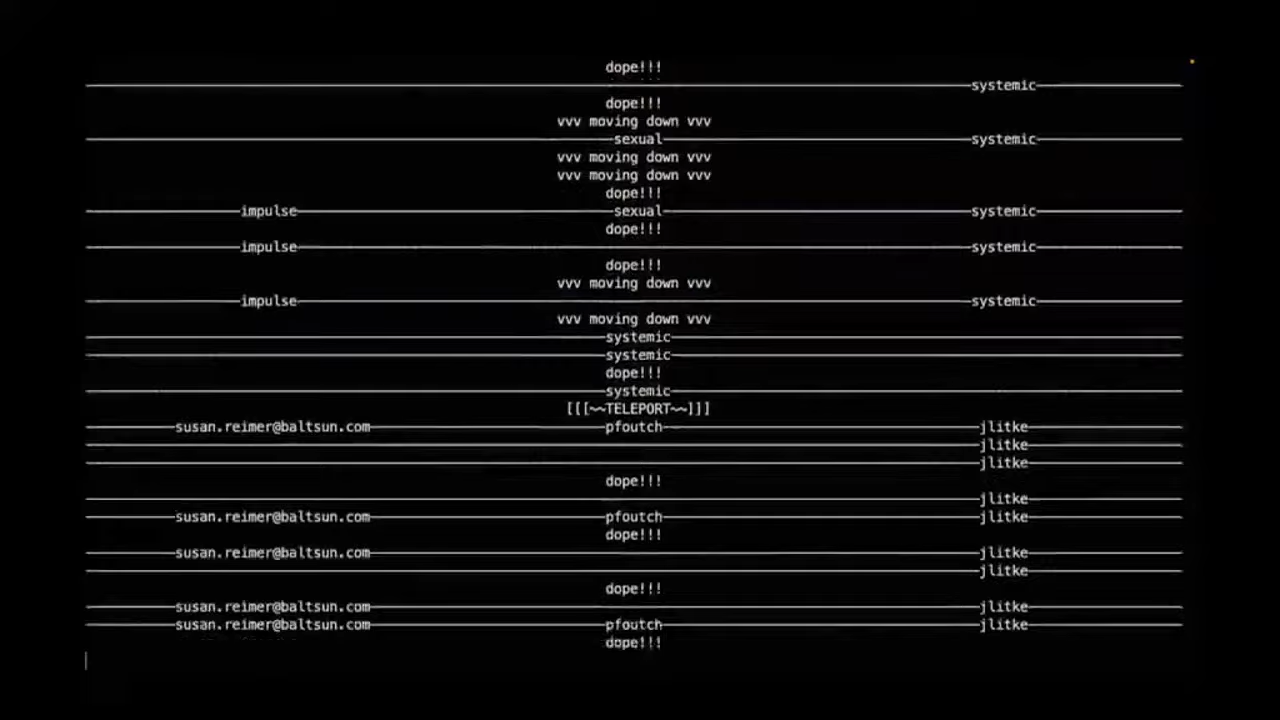 dope!!!
systemic
dope!!!
vvv moving down vvv
sexual systemic
vvv moving down vvv
vvv moving down vvv
dope!!!
impulse sexual systemic
dope!!!
impulse systemic
dope!!!
vvv moving down vvv
impulse systemic
vvv moving down vvv
systemic
systemic
dope!!!
systemic
[[[~~TELEPORT~~]]]
susan.reimer@baltsun.com pfoutch jlitke
jlitke
jlitke
dope!!!
jlitke
susan.reimer@baltsun.com pfoutch jlitke
dope!!!
susan.reimer@baltsun.com jlitke
jlitke
dope!!!
susan.reimer@baltsun.com jlitke
susan.reimer@baltsun.com pfoutch jlitke
dope!!!